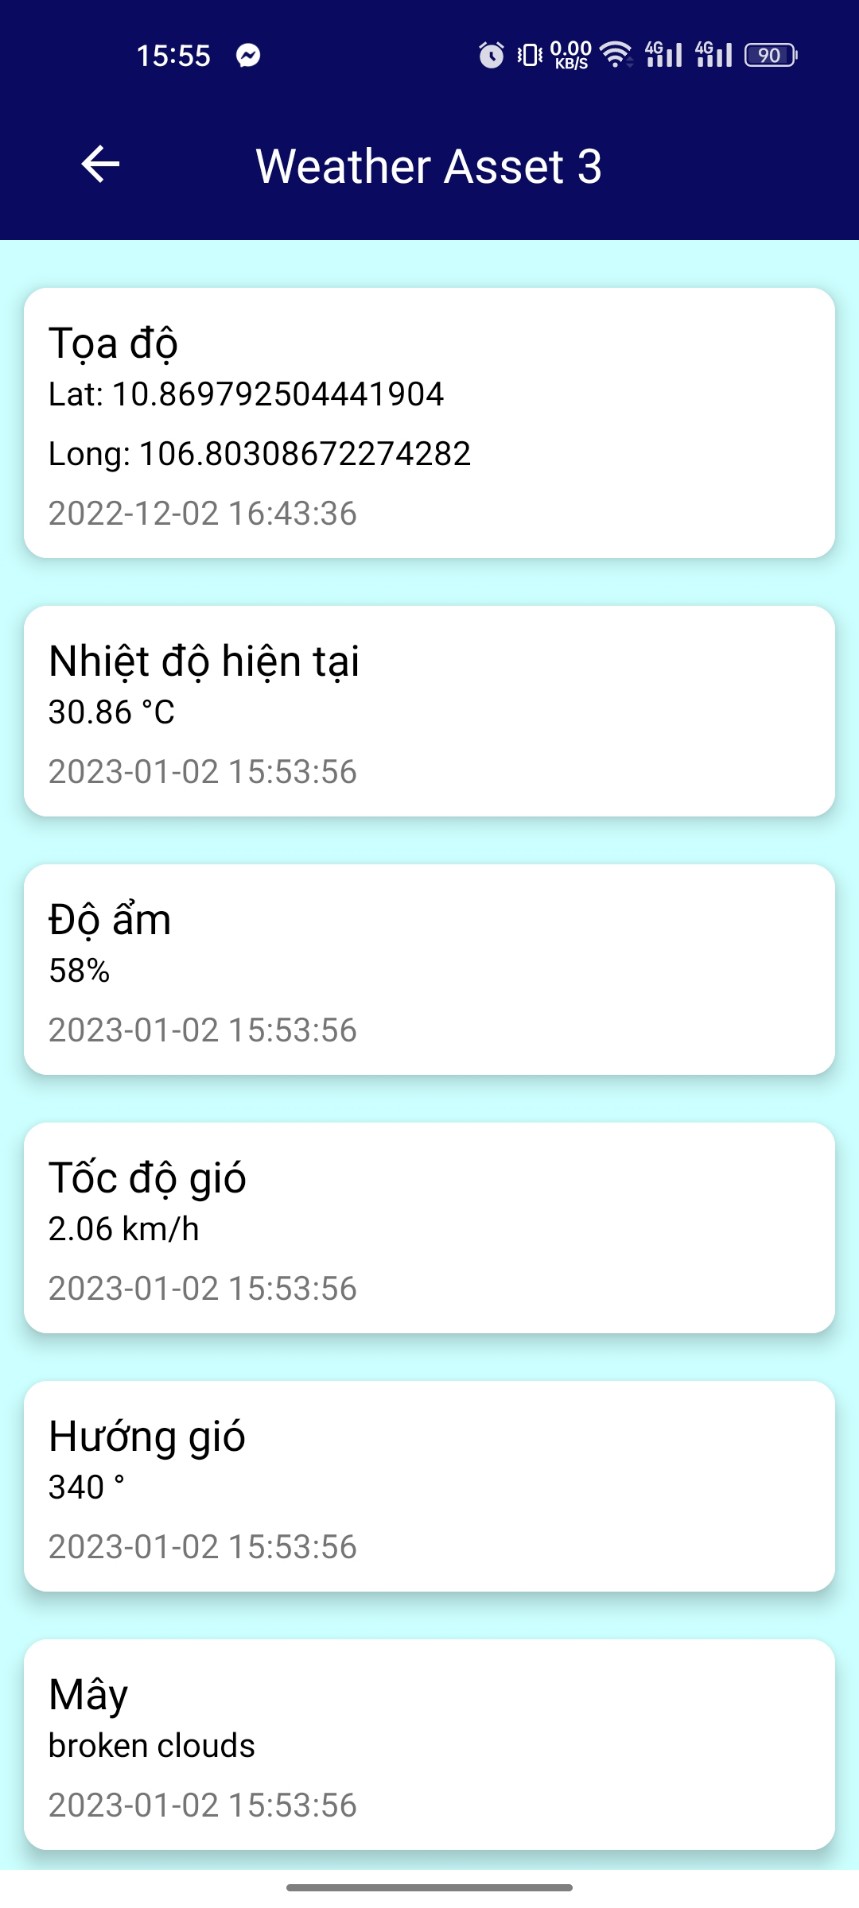 15:55
0.00
KB/S
4G
4G
90
Weather Asset 3
Tọa độ
Lat: 10.869792504441904
Long: 106.80308672274282
2022-12-02 16:43:36
Nhiệt độ hiện tại
30.86 °C
2023-01-02 15:53:56
Độ ẩm
58%
2023-01-02 15:53:56
Tốc độ gió
2.06 km/h
2023-01-02 15:53:56
Hướng gió
340 °
2023-01-02 15:53:56
Mây
broken clouds
2023-01-02 15:53:56